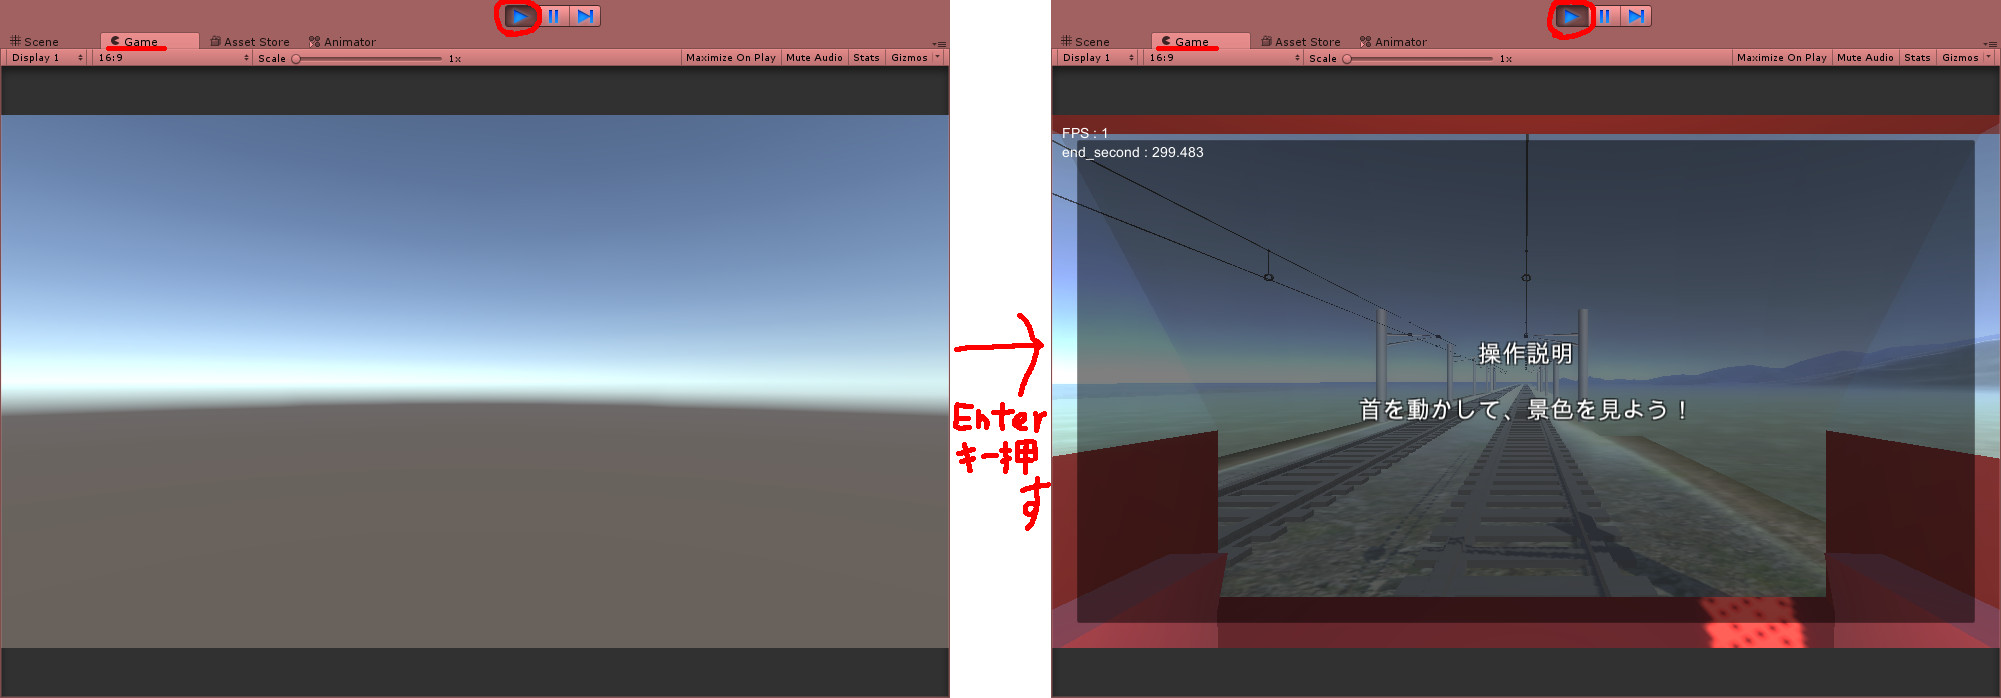 Scene Game Asset Store Animator
Display 1 16:9 Scale 1x Maximize On Play Mute Audio Stats Gizmos
Enter
キー押
す
Scene Game Asset Store Animator
Display 1 16:9 Scale 1x Maximize On Play Mute Audio Stats Gizmos
FPS : 1
end_second : 299.483
操作説明
首を動かして、景色を見よう！